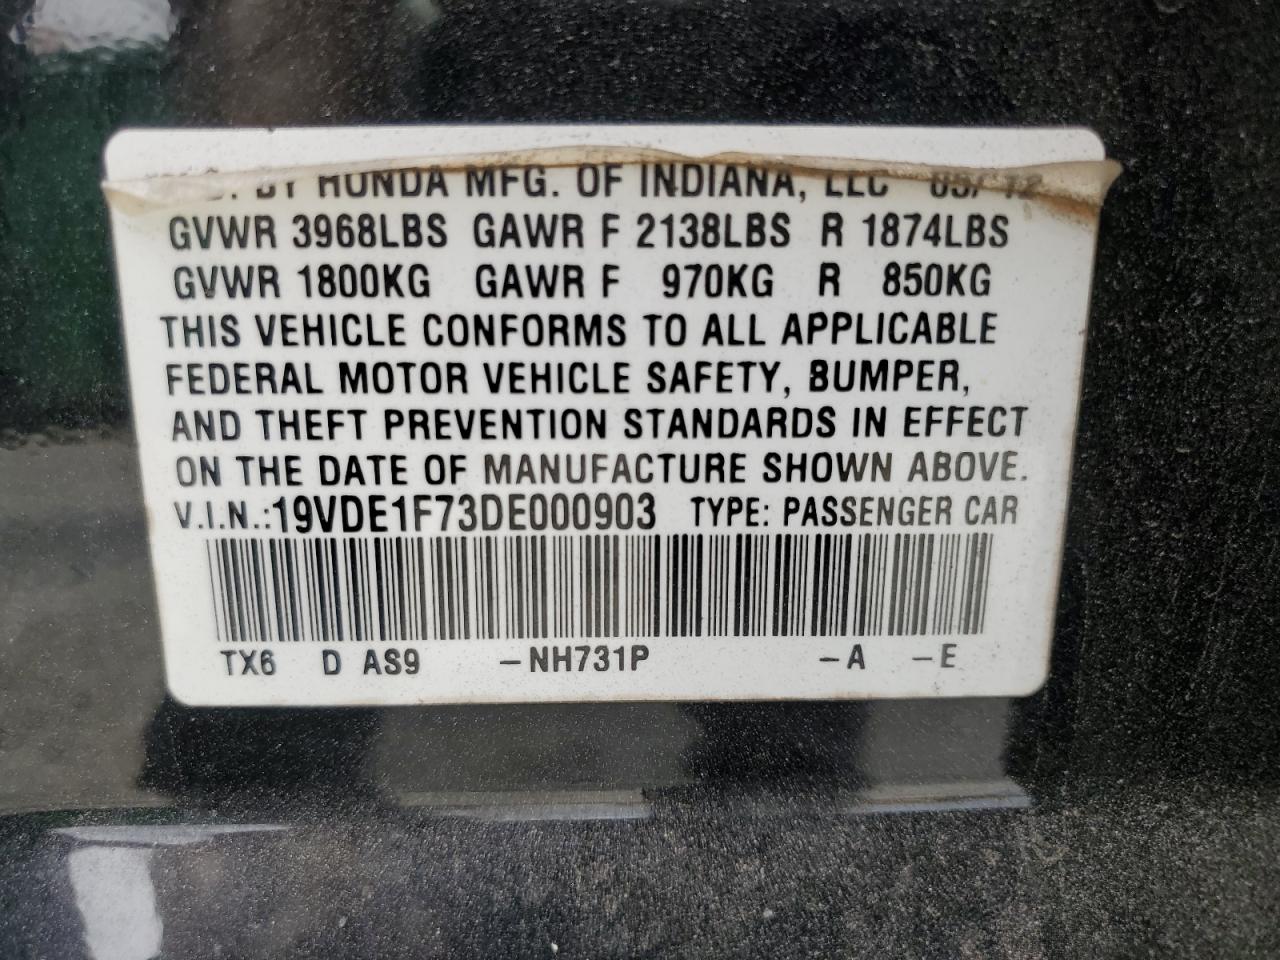 BY HONDA MFG. OF INDIANA, LLC
GVWR 3968LBS GAWR F 2138LBS R 1874LBS
GVWR 1800KG GAWR F 970KG R 850KG
THIS VEHICLE CONFORMS TO ALL APPLICABLE
FEDERAL MOTOR VEHICLE SAFETY, BUMPER,
AND THEFT PREVENTION STANDARDS IN EFFECT
ON THE DATE OF MANUFACTURE SHOWN ABOVE.
V.I.N.:19VDE1F73DE000903 TYPE: PASSENGER CAR
TX6 D AS9 -NH731P -A -E